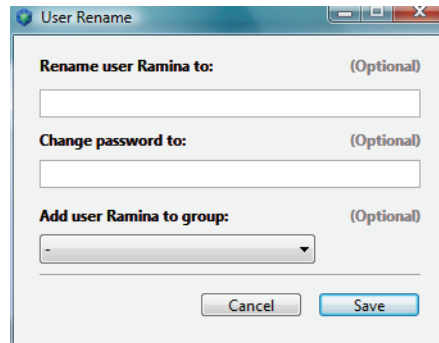 User Rename
Rename user Ramina to: (Optional)
Change password to: (Optional)
Add user Ramina to group: (Optional)
-
Cancel Save